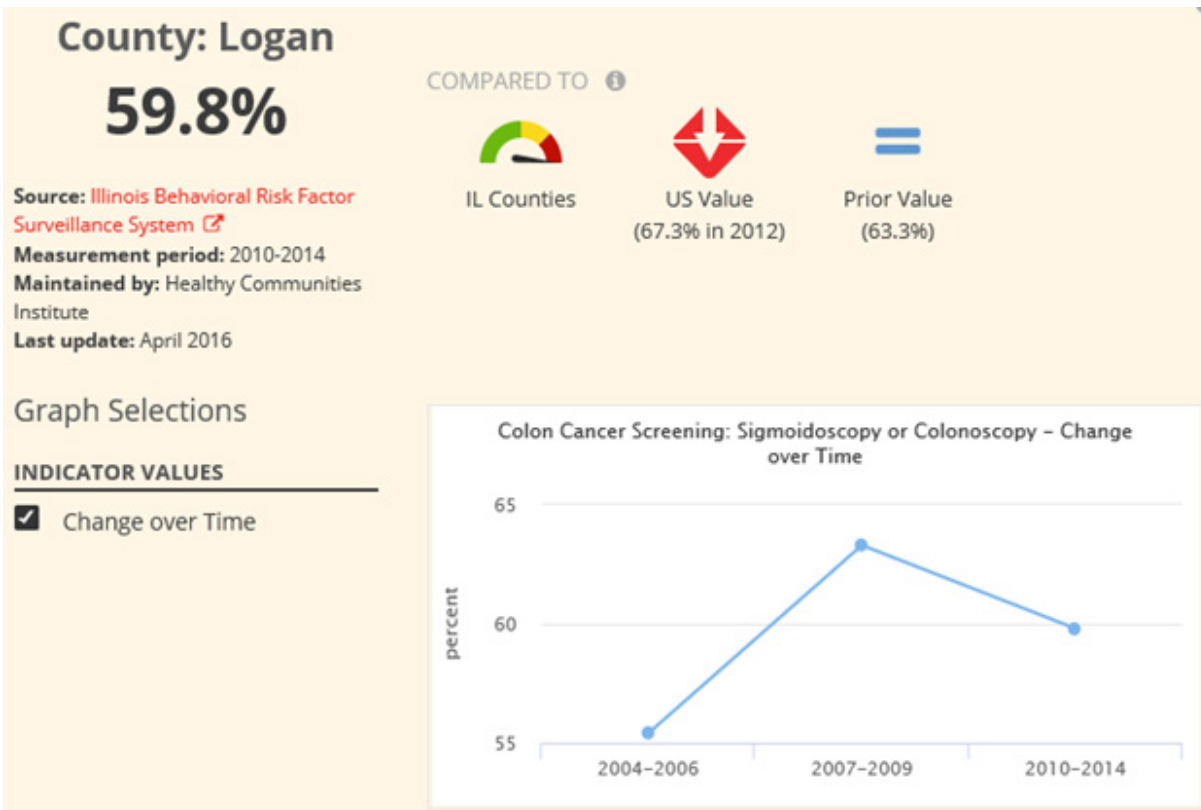 County: Logan
59.8%
Source: Illinois Behavioral Risk Factor
Surveillance System
Measurement period: 2010-2014
Maintained by: Healthy Communities
Institute
Last update: April 2016
COMPARED TO
IL Counties
US Value
(67.3% in 2012)
Prior Value
(63.3%)
Graph Selections
INDICATOR VALUES
Change over Time
Colon Cancer Screening: Sigmoidoscopy or Colonoscopy – Change
over Time
65
60
55
percent
2004–2006
2007–2009
2010–2014